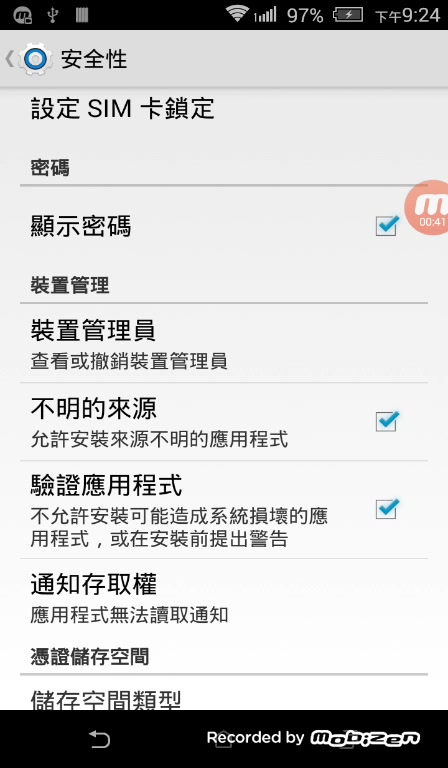 97% 下午9:24
安全性
設定 SIM 卡鎖定
密碼
顯示密碼
00:41
裝置管理
裝置管理員
查看或撤銷裝置管理員
不明的來源
允許安裝來源不明的應用程式
驗證應用程式
不允許安裝可能造成系統損壞的應
用程式，或在安裝前提出警告
通知存取權
應用程式無法讀取通知
憑證儲存空間
儲存空間類型
Recorded by Mobizen